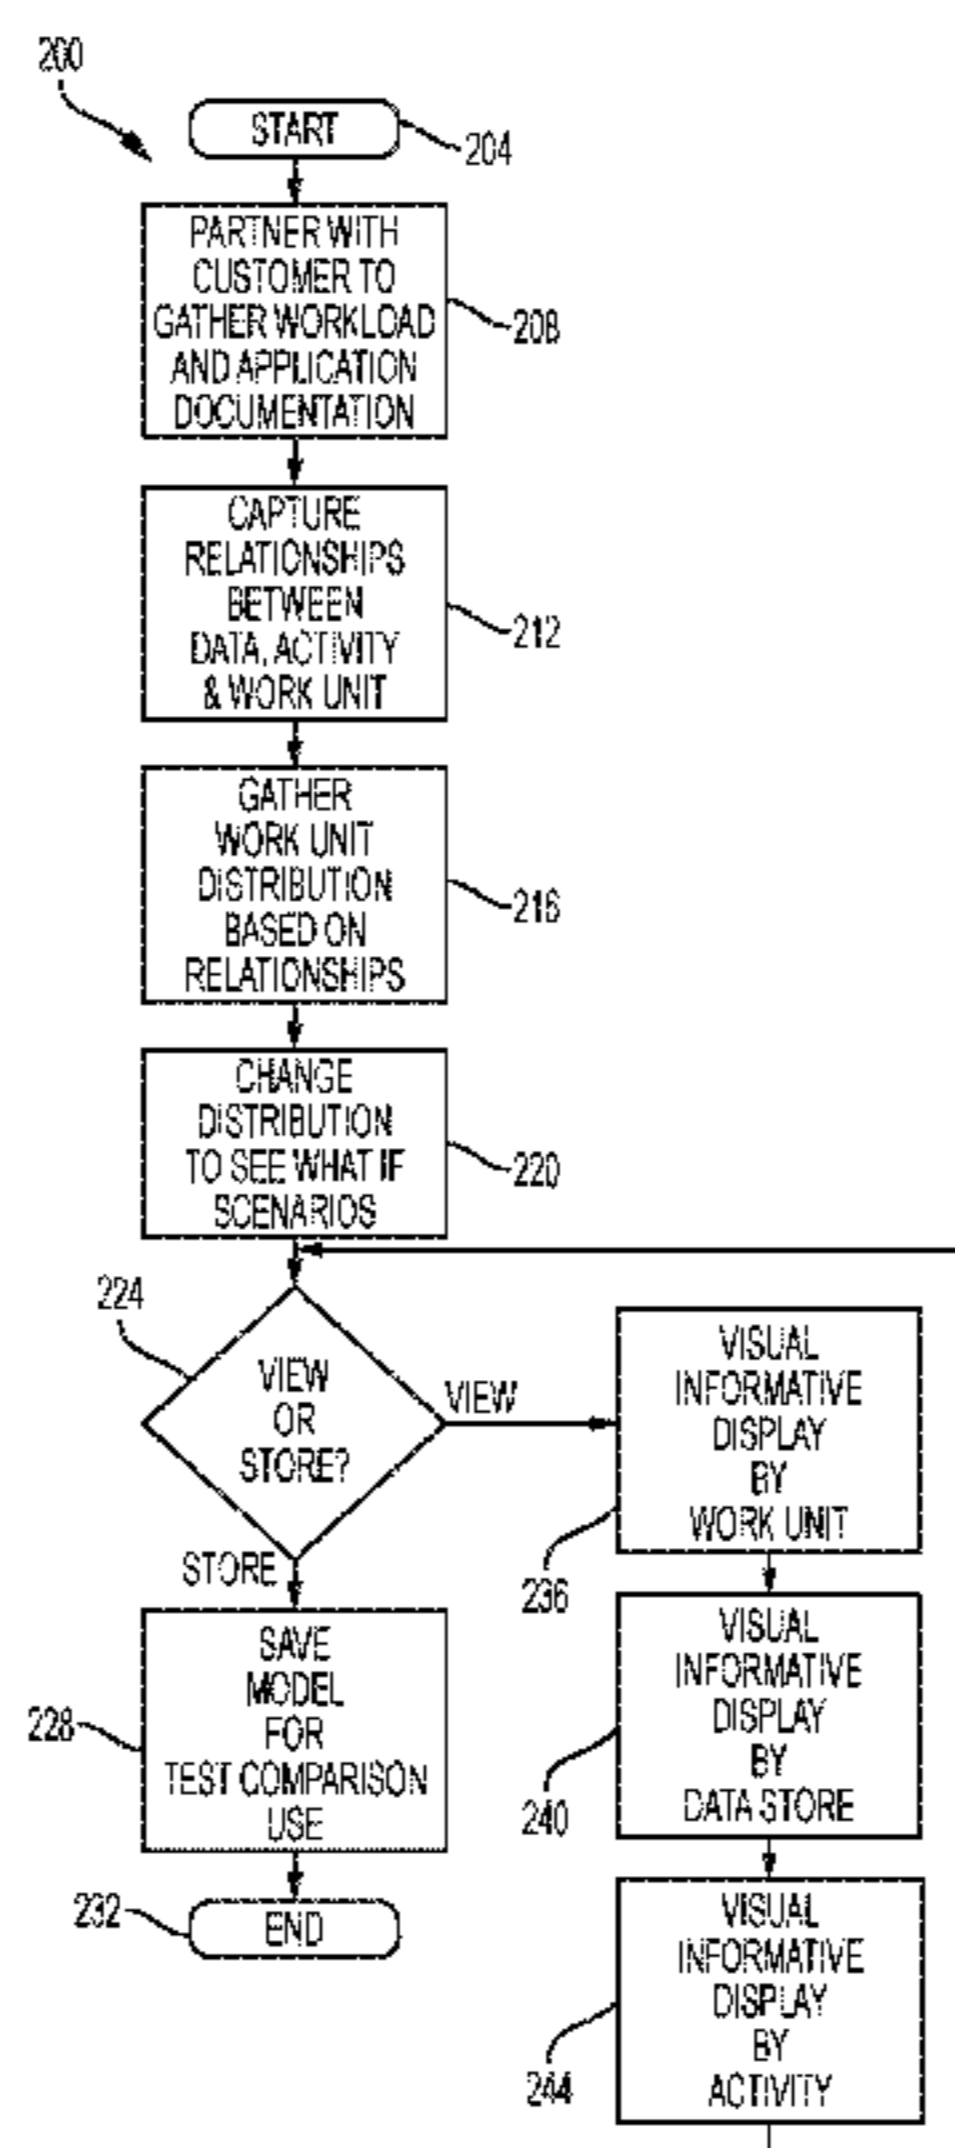 200
START
204
PARTNER WITH
CUSTOMER TO
GATHER WORKLOAD
AND APPLICATION
DOCUMENTATION
208
CAPTURE
RELATIONSHIPS
BETWEEN
DATA, ACTIVITY
& WORK UNIT
212
GATHER
WORK UNIT
DISTRIBUTION
BASED ON
RELATIONSHIPS
216
CHANGE
DISTRIBUTION
TO SEE WHAT IF
SCENARIOS
220
224
VIEW
OR
STORE?
VIEW
STORE
VISUAL
INFORMATIVE
DISPLAY
BY
WORK UNIT
236
SAVE
MODEL
FOR
TEST COMPARISON
USE
228
VISUAL
INFORMATIVE
DISPLAY
BY
DATA STORE
240
END
232
VISUAL
INFORMATIVE
DISPLAY
BY
ACTIVITY
244